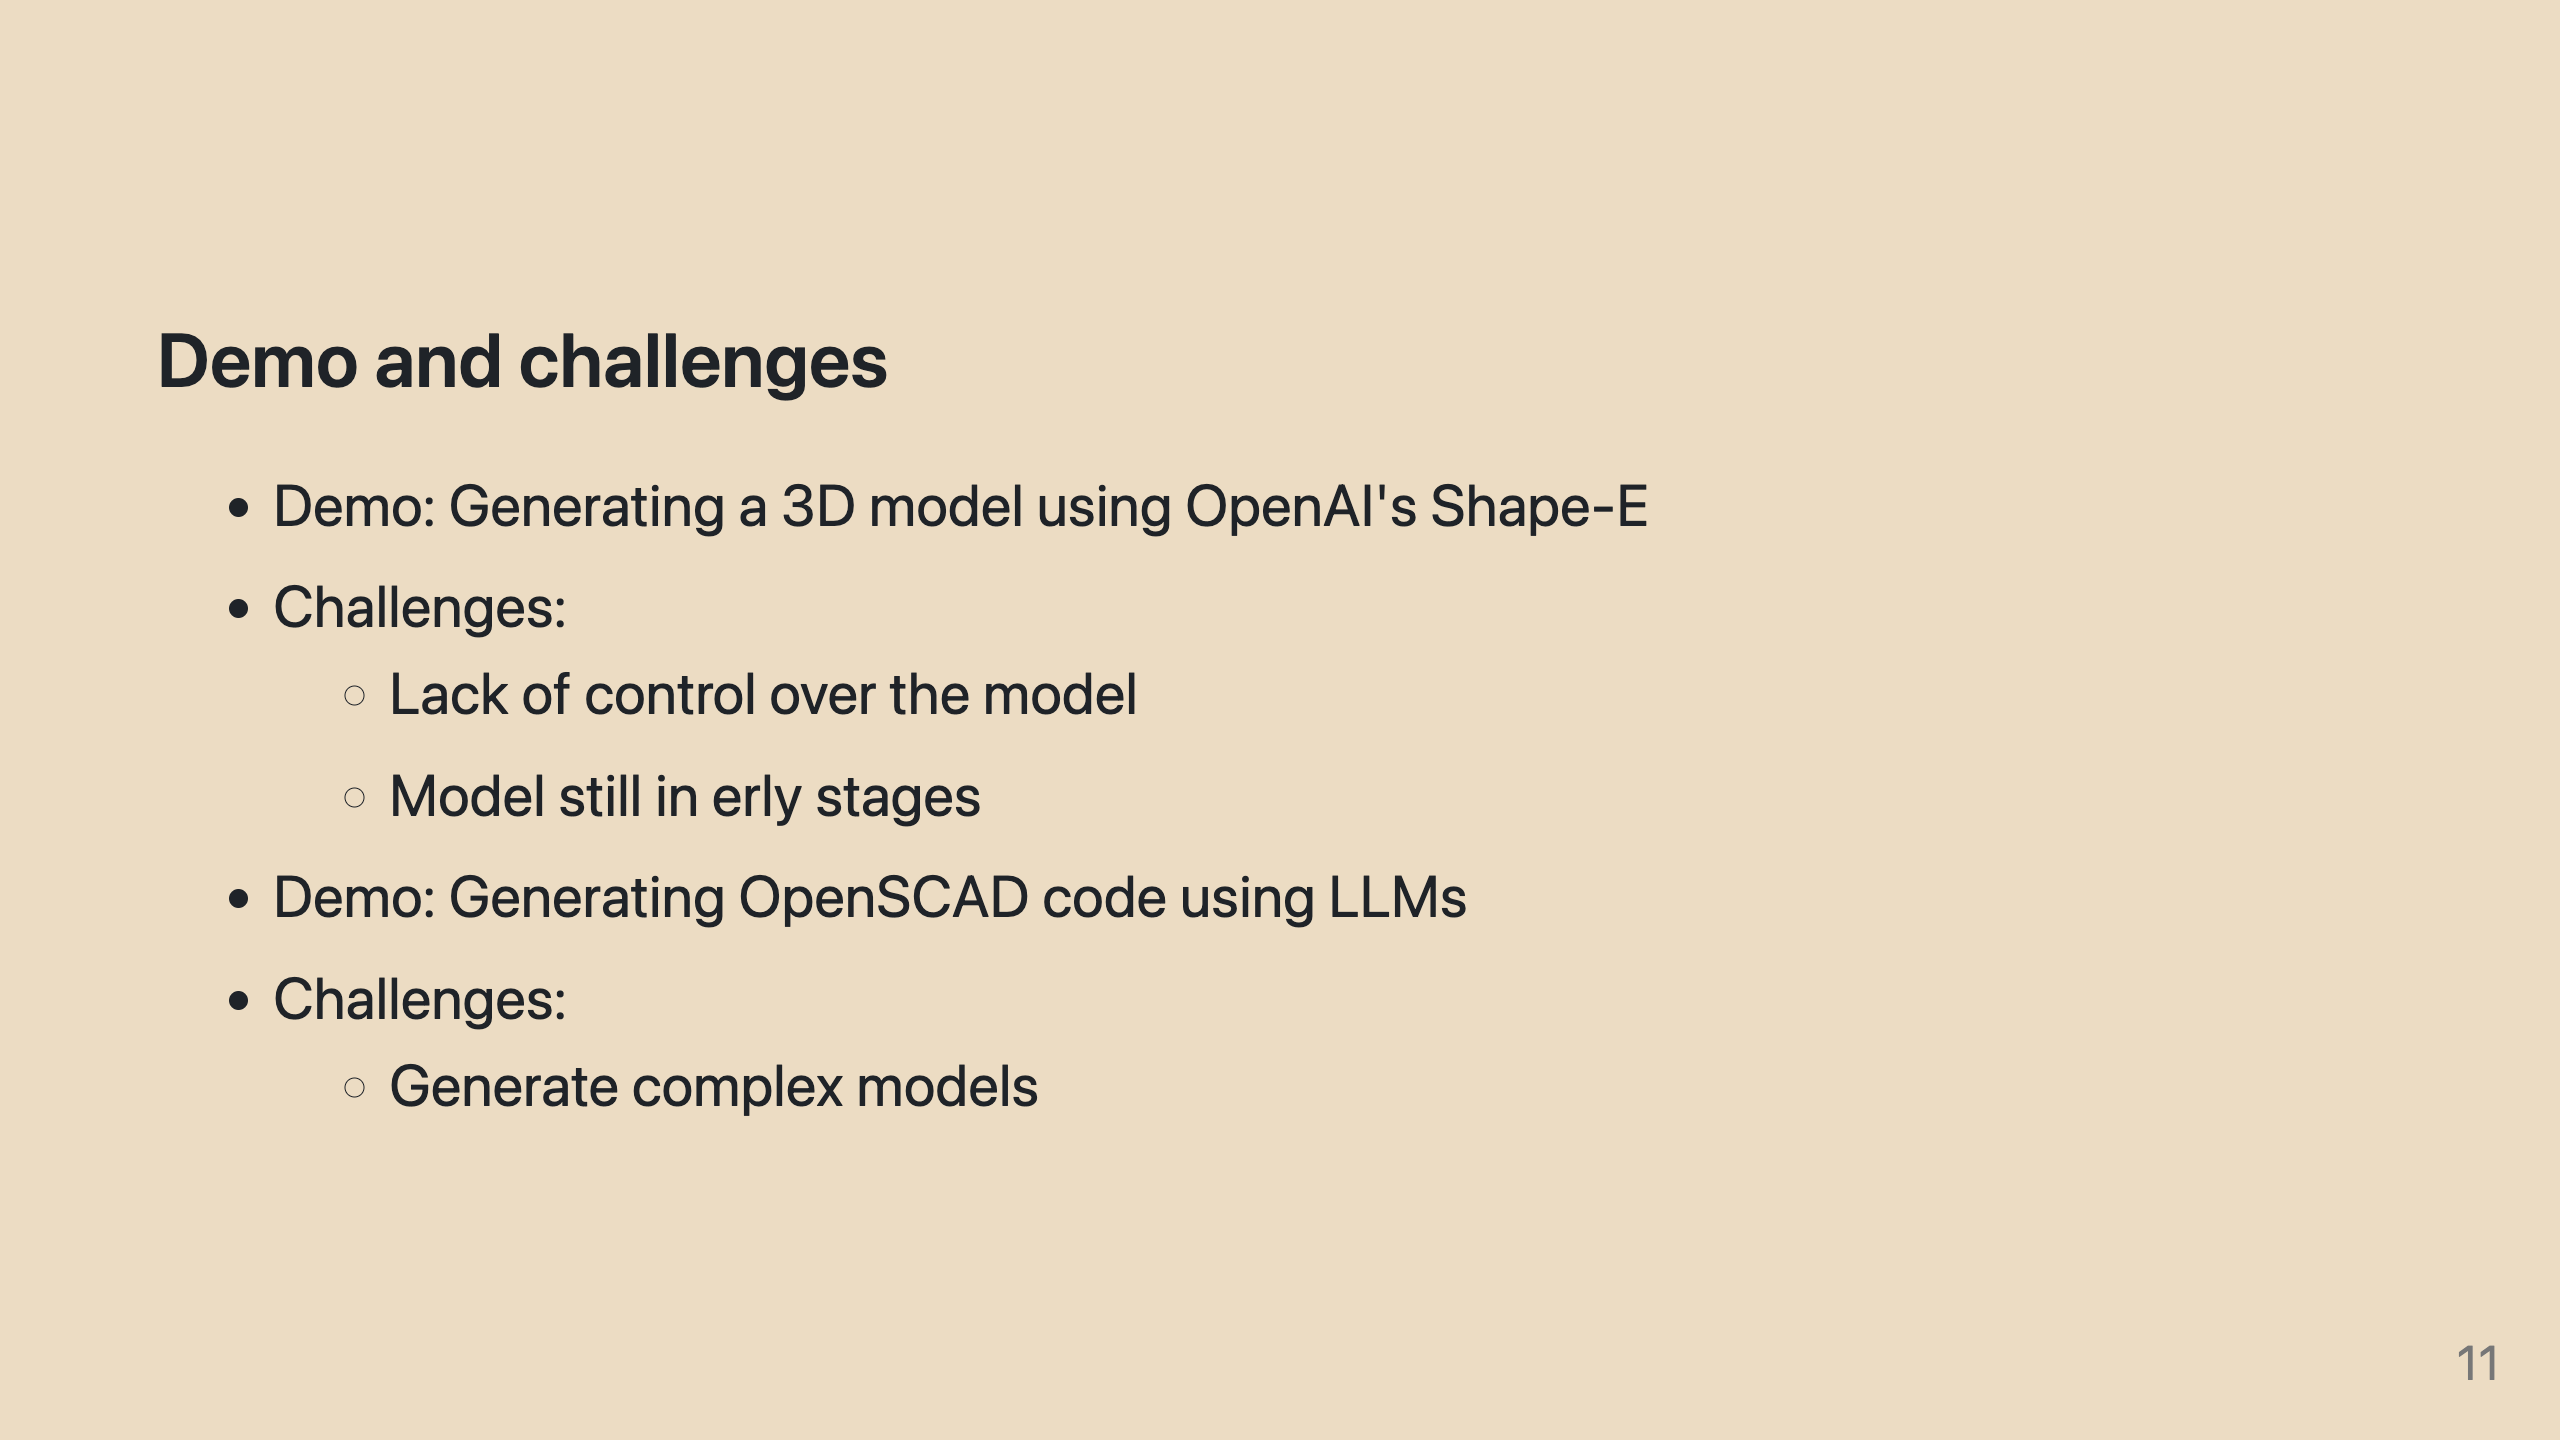 Demo and challenges
Demo: Generating a 3D model using OpenAI's Shape-E
Challenges:
Lack of control over the model
Model still in erly stages
Demo: Generating OpenSCAD code using LLMs
Challenges:
Generate complex models
11